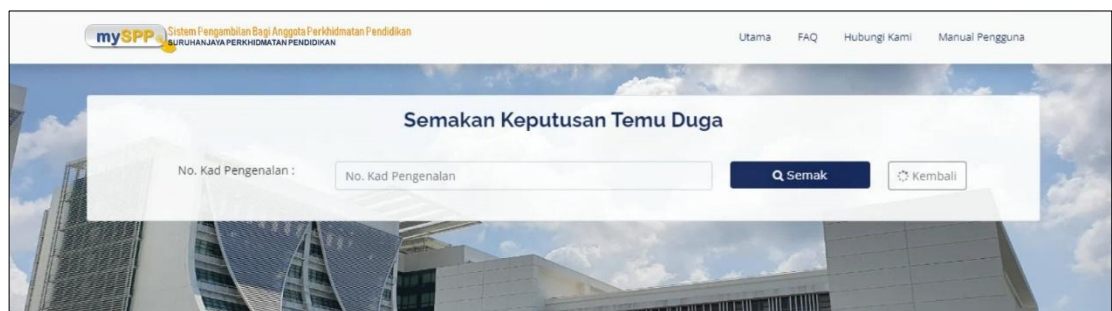 mySPP
Sistem Pengambilan Bagi Anggota Perkhidmatan Pendidikan
SURUHANJAYA PERKHIDMATAN PENDIDIKAN
Utama FAQ Hubungi Kami Manual Pengguna
Semakan Keputusan Temu Duga
No. Kad Pengenalan : No. Kad Pengenalan Semak Kembali